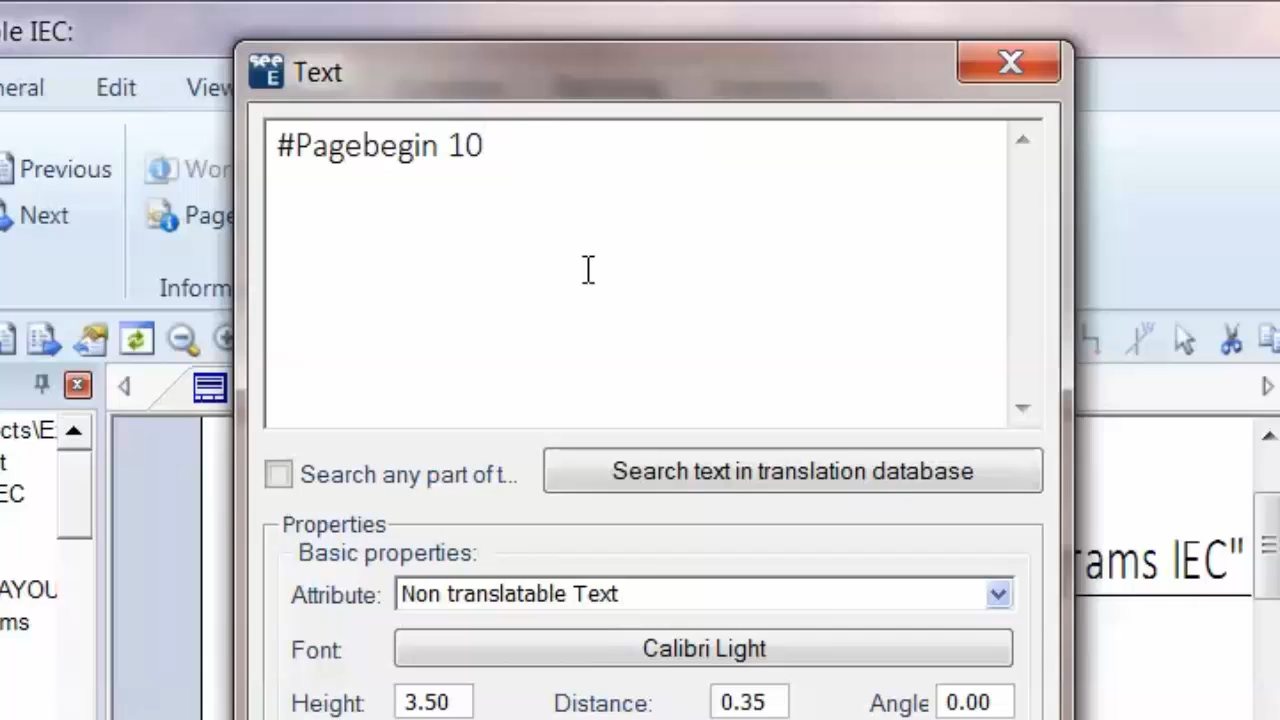 le IEC:
see
E
Text
neral
Edit
View
#Pagebegin 10
Previous
Wor
Next
Page
Inform
cts\E
t
EC
Search any part of t...
Search text in translation database
Properties
Basic properties:
rams IEC"
AYOU
Attribute:
Non translatable Text
ms
Font:
Calibri Light
Height:
3.50
Distance:
0.35
Angle
0.00